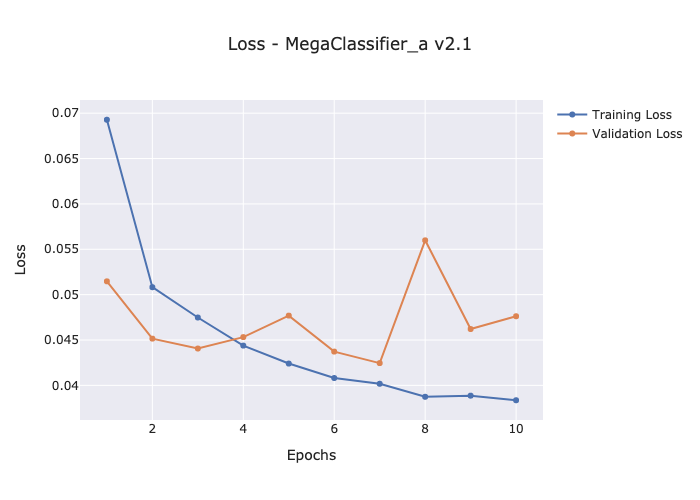 Loss - MegaClassifier_a v2.1
Training Loss
Validation Loss
Loss
0.07
0.065
0.06
0.055
0.05
0.045
0.04
2 4 6 8 10
Epochs